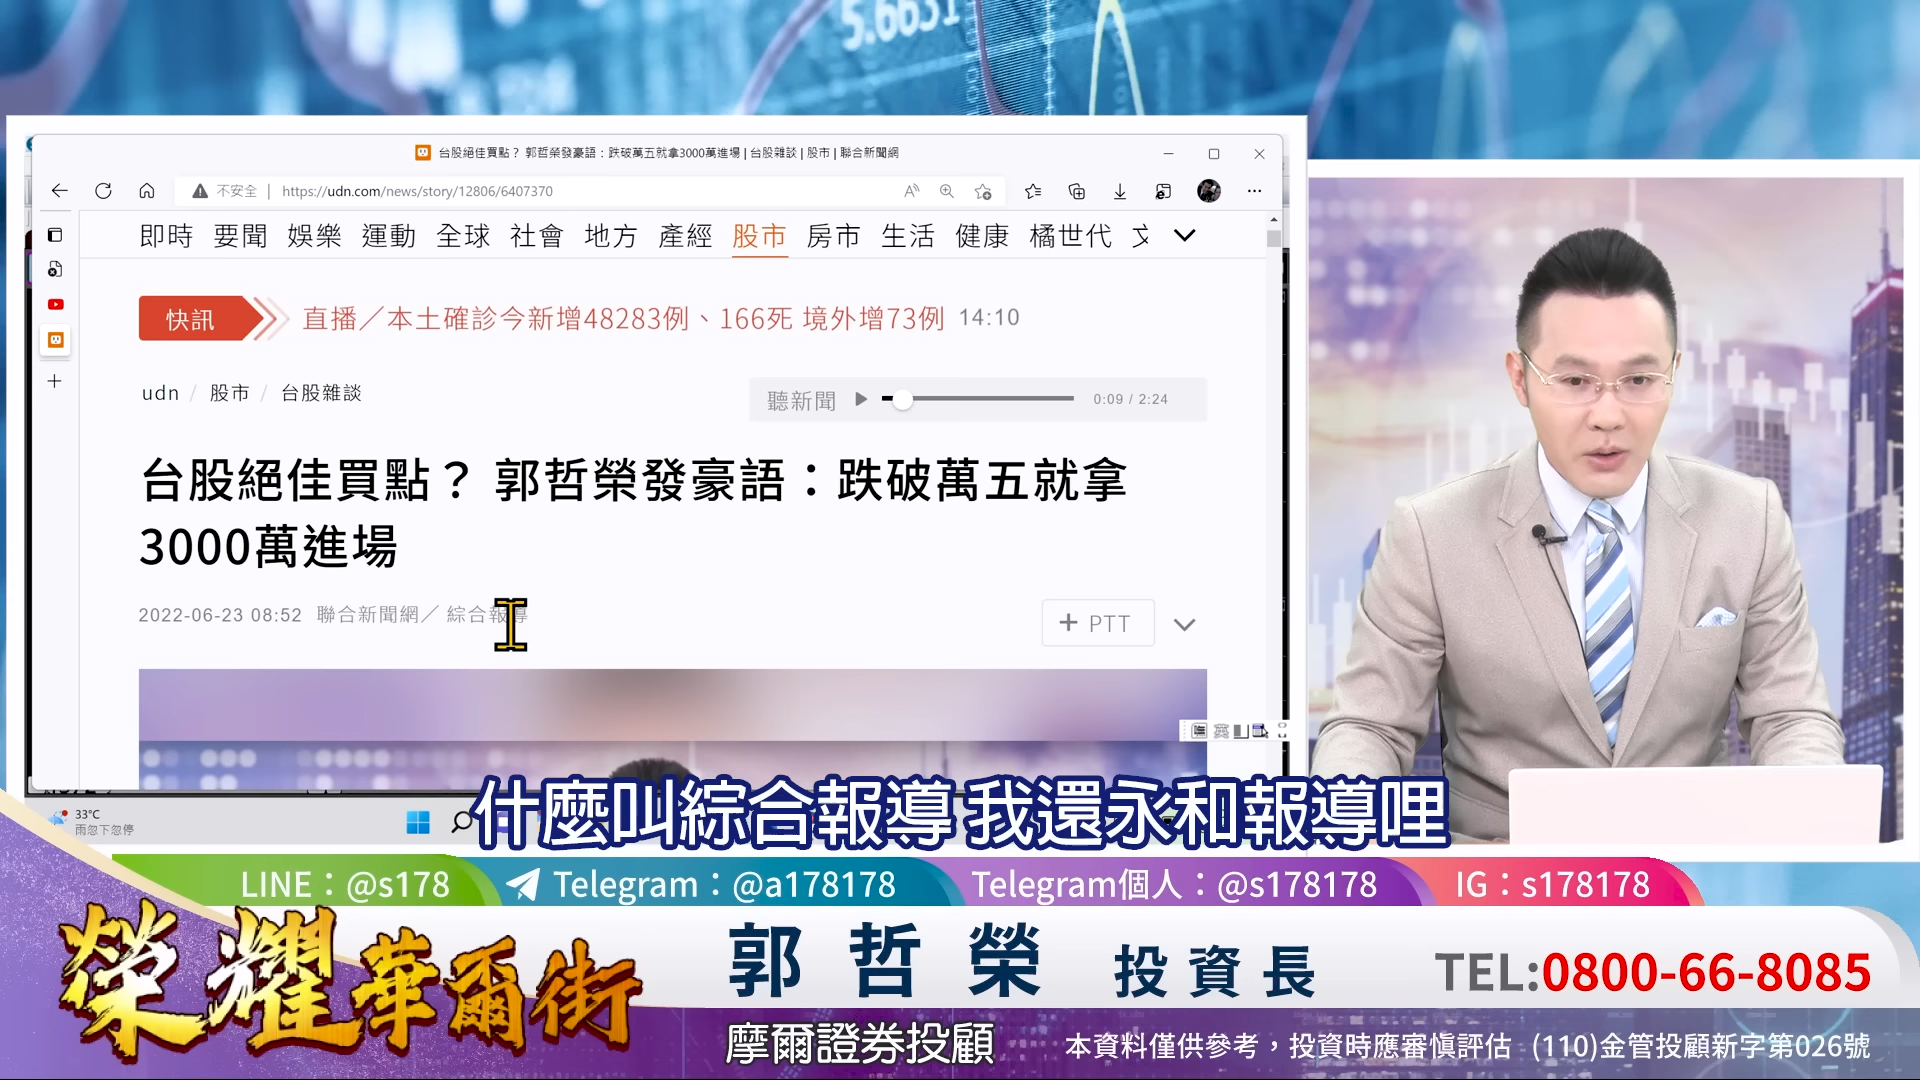 5.6631
台股絕佳買點？ 郭哲榮發豪語：跌破萬五就拿3000萬進場 | 台股雜談 | 股市 | 聯合新聞網
不安全 | https://udn.com/news/story/12806/6407370
即時 要聞 娛樂 運動 全球 社會 地方 產經 股市 房市 生活 健康 橘世代
快訊 直播／本土確診今新增48283例、166死 境外增73例 14:10
udn / 股市 / 台股雜談
聽新聞 0:09 / 2:24
台股絕佳買點？ 郭哲榮發豪語：跌破萬五就拿
3000萬進場
2022-06-23 08:52 聯合新聞網／ 綜合報導
+ PTT
英
33°C
雨忽下忽停
什麼叫綜合報導 我還永和報導哩
LINE：@s178 Telegram：@a178178 Telegram個人：@s178178 IG：s178178
榮耀華爾街
郭哲榮 投資長
TEL:0800-66-8085
摩爾證券投顧
本資料僅供參考，投資時應審慎評估 (110)金管投顧新字第026號